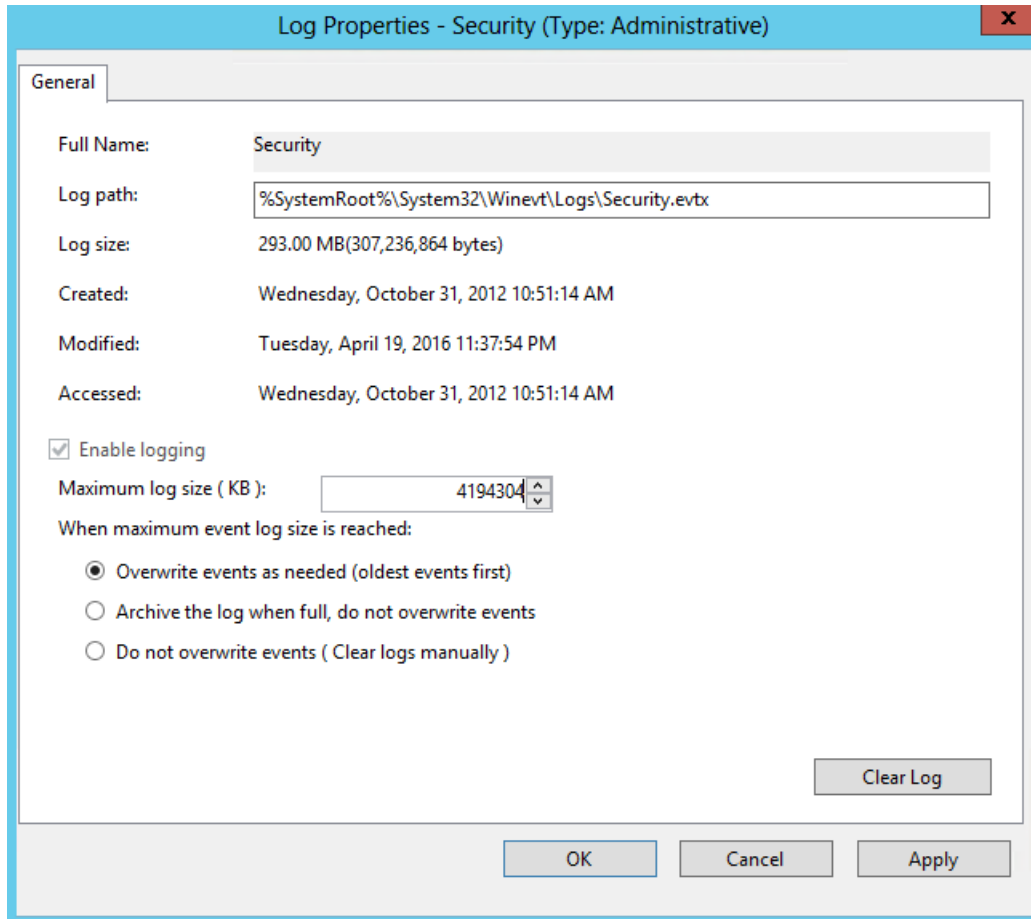 Log Properties - Security (Type: Administrative)
x
General
Full Name: Security
Log path: %SystemRoot%\System32\Winevt\Logs\Security.evtx
Log size: 293.00 MB(307,236,864 bytes)
Created: Wednesday, October 31, 2012 10:51:14 AM
Modified: Tuesday, April 19, 2016 11:37:54 PM
Accessed: Wednesday, October 31, 2012 10:51:14 AM
Enable logging
Maximum log size ( KB ): 4194304
When maximum event log size is reached:
Overwrite events as needed (oldest events first)
Archive the log when full, do not overwrite events
Do not overwrite events ( Clear logs manually )
Clear Log
OK Cancel Apply